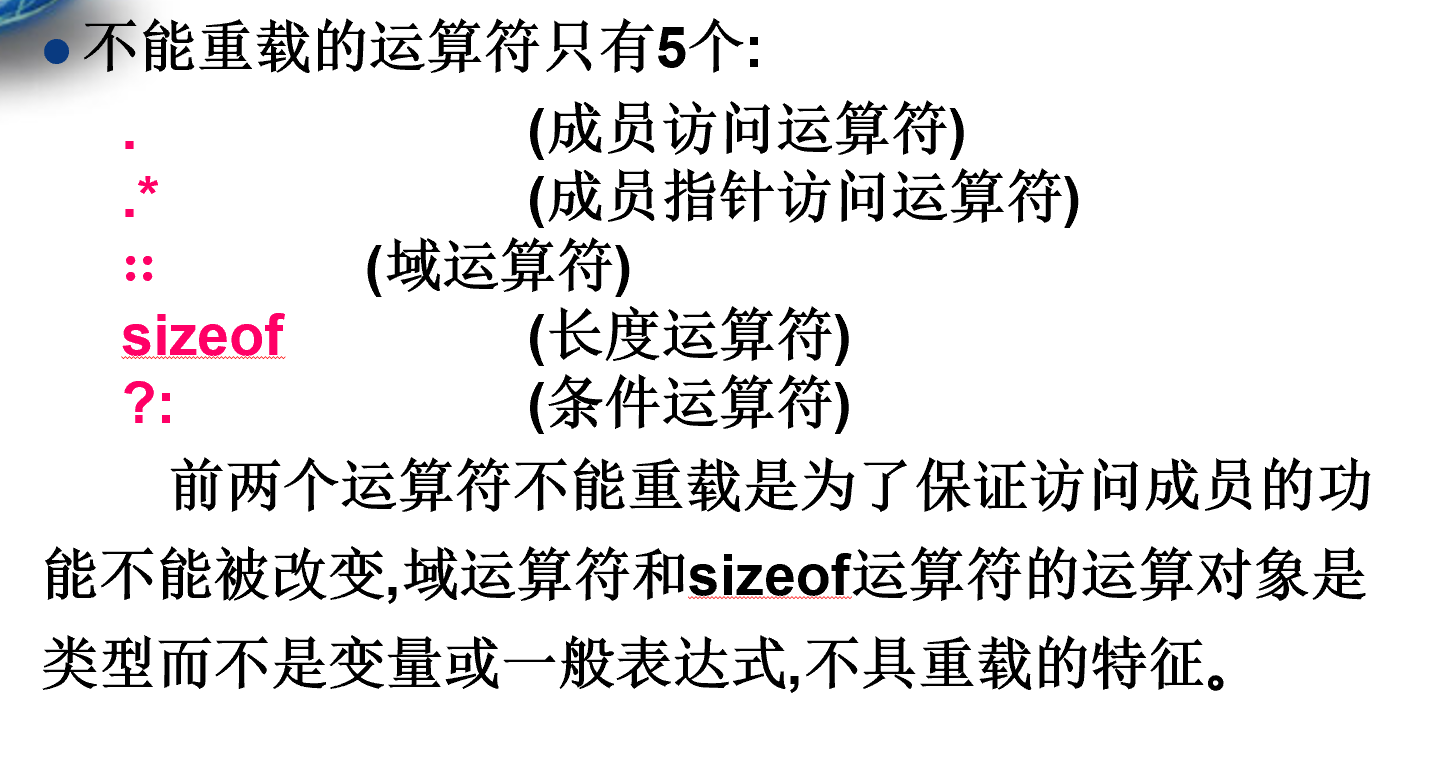 不能重载的运算符只有5个:
. (成员访问运算符)
.* (成员指针访问运算符)
:: (域运算符)
sizeof (长度运算符)
?: (条件运算符)
前两个运算符不能重载是为了保证访问成员的功
能不能被改变,域运算符和sizeof运算符的运算对象是
类型而不是变量或一般表达式,不具重载的特征。